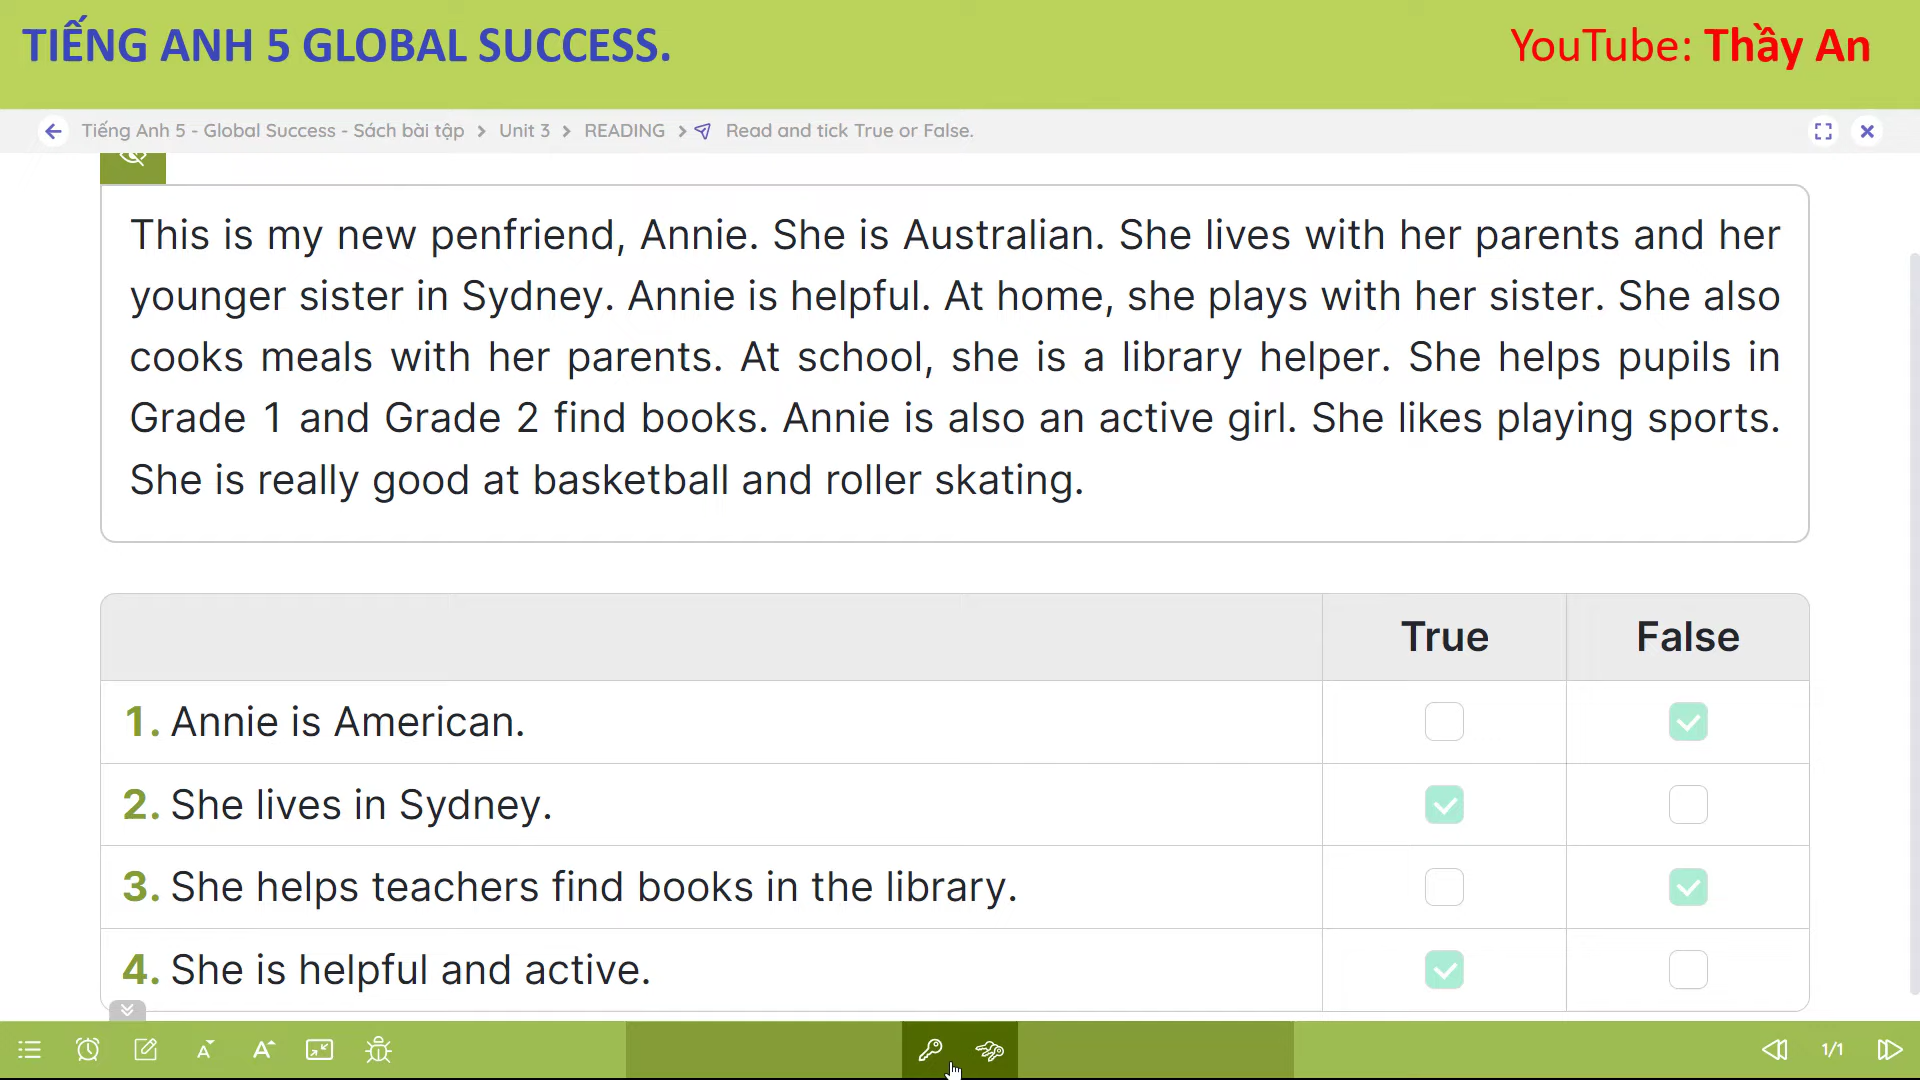 TIẾNG ANH 5 GLOBAL SUCCESS.
YouTube: Thầy An
Tiếng Anh 5 - Global Success - Sách bài tập > Unit 3 > READING > Read and tick True or False.
This is my new penfriend, Annie. She is Australian. She lives with her parents and her
younger sister in Sydney. Annie is helpful. At home, she plays with her sister. She also
cooks meals with her parents. At school, she is a library helper. She helps pupils in
Grade 1 and Grade 2 find books. Annie is also an active girl. She likes playing sports.
She is really good at basketball and roller skating.
True False
1. Annie is American.
2. She lives in Sydney.
3. She helps teachers find books in the library.
4. She is helpful and active.
A A 1/1